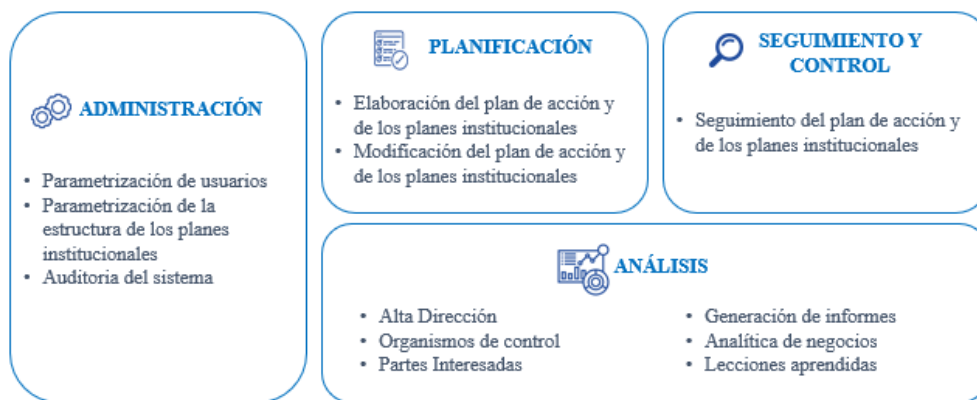 ADMINISTRACIÓN
• Parametrización de usuarios
• Parametrización de la
estructura de los planes
institucionales
• Auditoria del sistema
PLANIFICACIÓN
• Elaboración del plan de acción y
de los planes institucionales
• Modificación del plan de acción y
de los planes institucionales
SEGUIMIENTO Y
CONTROL
• Seguimiento del plan de acción y
de los planes institucionales
ANÁLISIS
• Alta Dirección
• Organismos de control
• Partes Interesadas
• Generación de informes
• Analítica de negocios
• Lecciones aprendidas